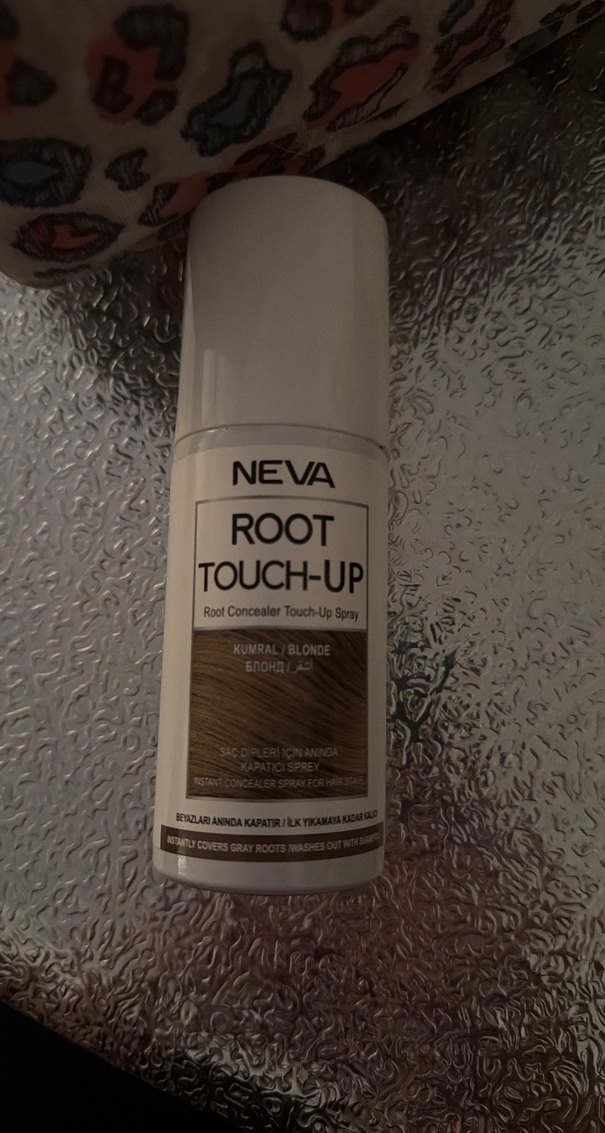 NEVA
ROOT
TOUCH-UP
Root Concealer Touch-Up Spray
KUMRAL / BLONDE
БЛОНД / أشقر
SAÇ DİPLERİ İÇİN ANINDA
KAPATICI SPREY
INSTANT CONCEALER SPRAY FOR HAIR
BEYAZLARI ANINDA KAPATIR / İLK YIKAMAYA KADAR KALICI
INSTANTLY COVERS GRAY ROOTS /WASHES OUT WITH